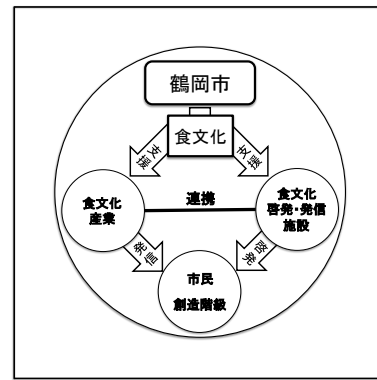 鶴岡市
食文化
支援
支援
食文化
産業
連携
食文化
啓発・発信
施設
発信
啓発
市民
創造階級